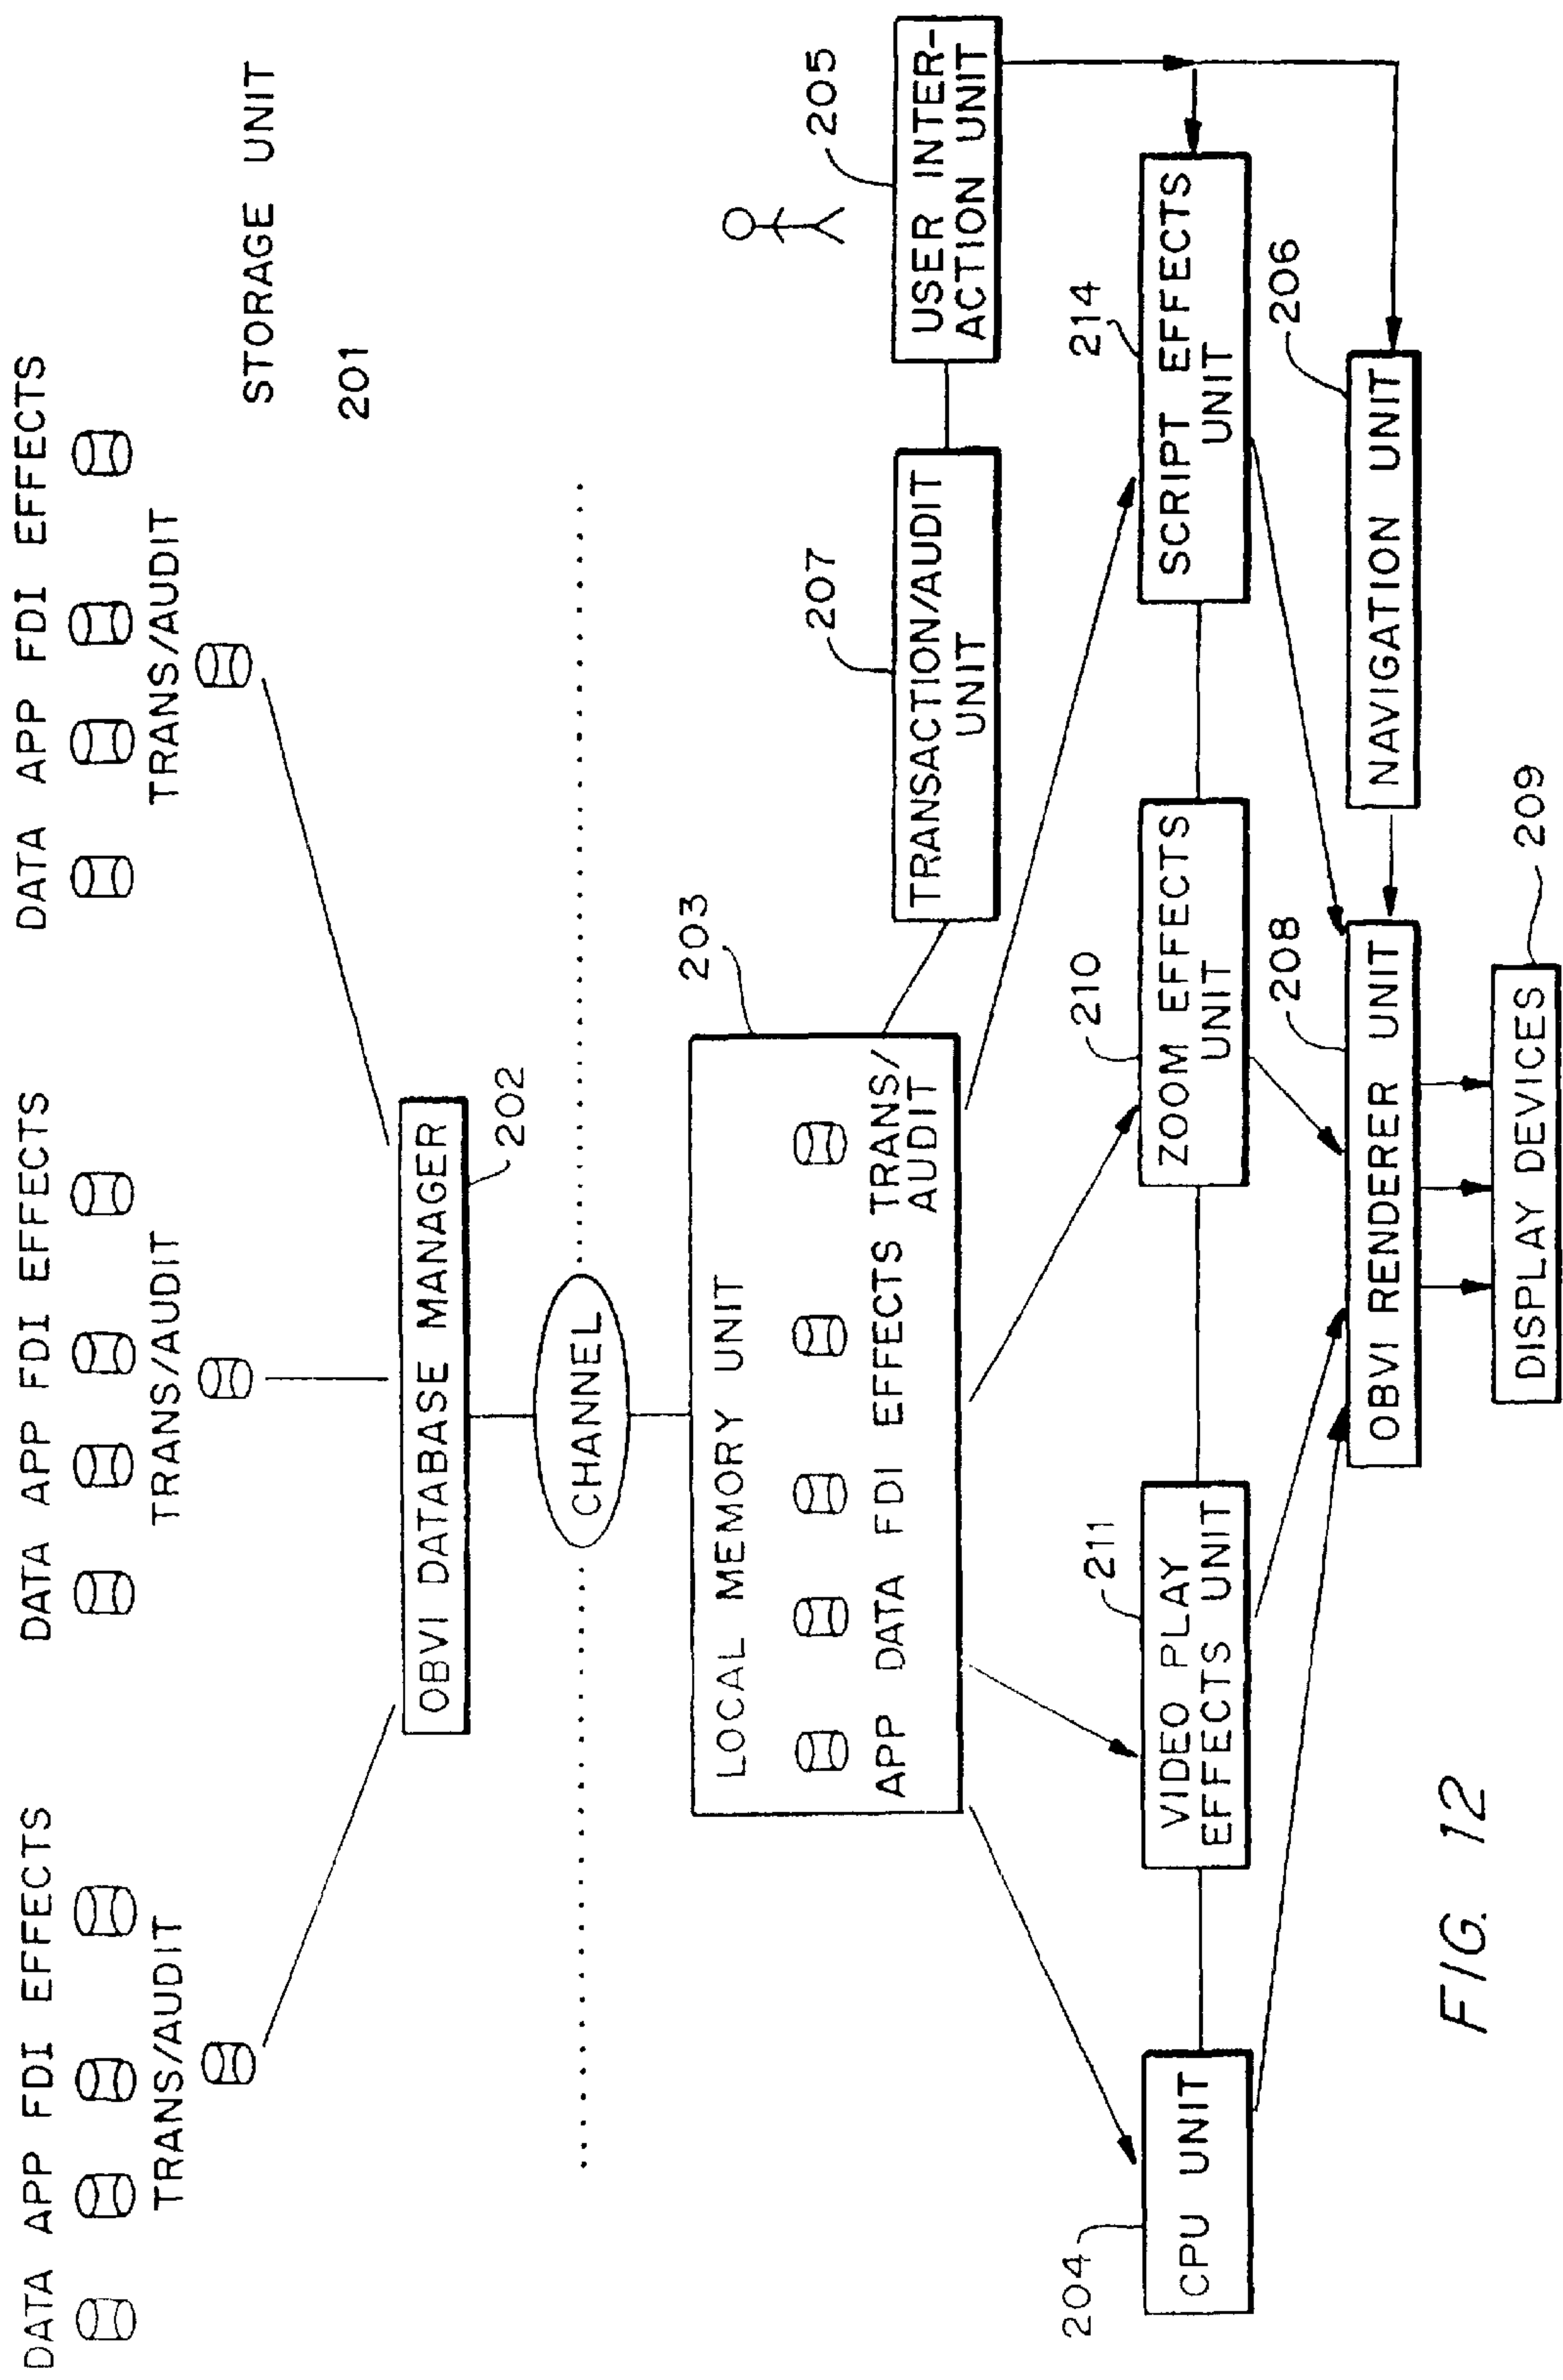 DATA APP FDI EFFECTS
TRANS/AUDIT
DATA APP FDI EFFECTS
TRANS/AUDIT
DATA APP FDI EFFECTS
TRANS/AUDIT
STORAGE UNIT
201
OBVI DATABASE MANAGER
202
CHANNEL
203
LOCAL MEMORY UNIT
APP DATA FDI EFFECTS TRANS/
AUDIT
207
TRANSACTION/AUDIT
UNIT
205
USER INTER-
ACTION UNIT
204
CPU UNIT
211
VIDEO PLAY
EFFECTS UNIT
210
ZOOM EFFECTS
UNIT
214
SCRIPT EFFECTS
UNIT
208
OBVI RENDERER UNIT
206
NAVIGATION UNIT
209
DISPLAY DEVICES
FIG. 12